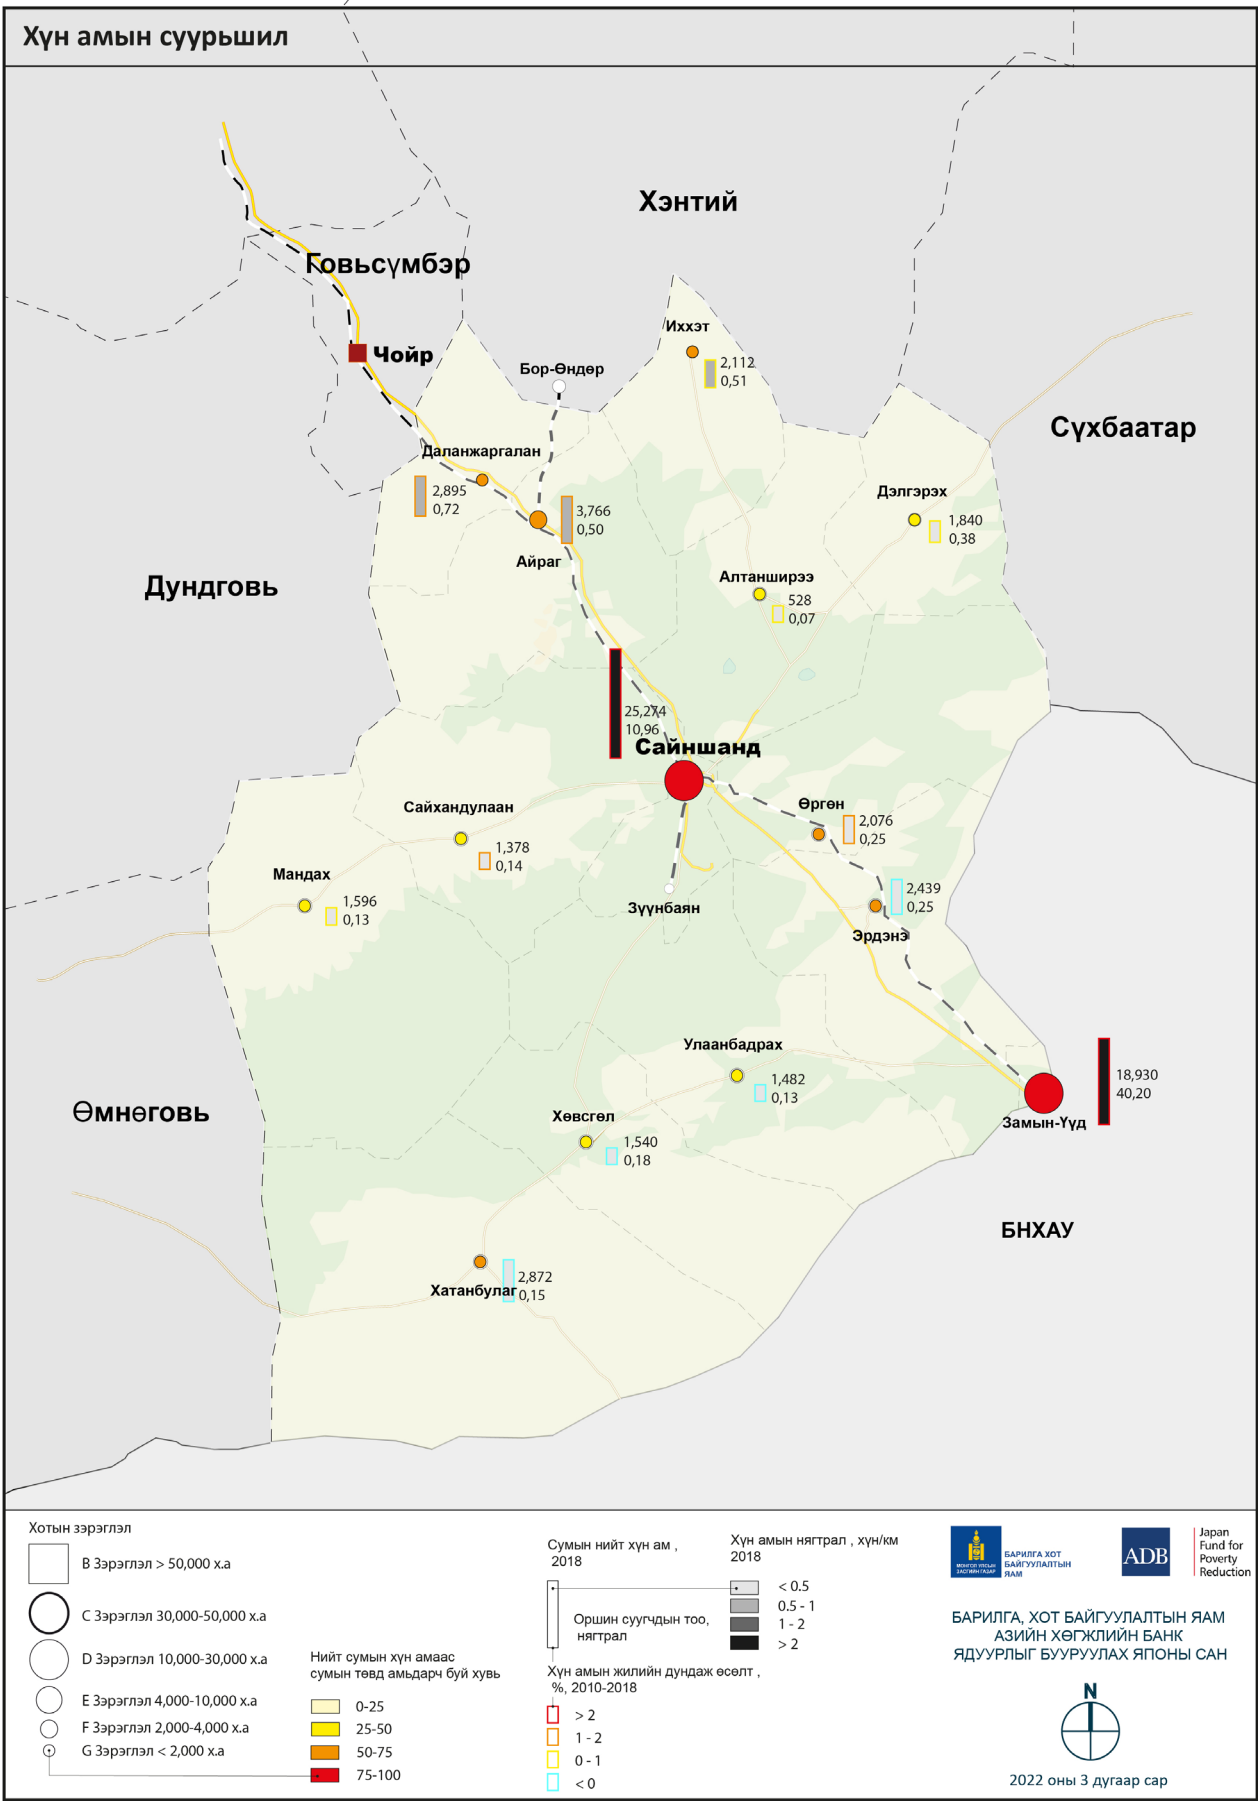 Хүн амын суурьшил
Хэнтий
Говьсүмбэр
Иххэт
2,112
0,51
Чойр
Бор-Өндөр
Сүхбаатар
Даланжаргалан
2,895
0,72
3,766
0,50
Айраг
Дэлгэрэх
1,840
0,38
Дундговь
Алтанширээ
528
0,07
25,274
10,96
Сайншанд
Сайхандулаан
1,378
0,14
Өргөн
2,076
0,25
Мандах
1,596
0,13
Зүүнбаян
2,439
0,25
Эрдэнэ
Улаанбадрах
1,482
0,13
18,930
40,20
Замын-Үүд
Өмнөговь
Хөвсгөл
1,540
0,18
БНХАУ
Хатанбулаг
2,872
0,15
Хотын зэрэглэл
B Зэрэглэл > 50,000 х.а
C Зэрэглэл 30,000-50,000 х.а
D Зэрэглэл 10,000-30,000 х.а
E Зэрэглэл 4,000-10,000 х.а
F Зэрэглэл 2,000-4,000 х.а
G Зэрэглэл < 2,000 х.а
Нийт сумын хүн амаас
сумын төвд амьдарч буй хувь
0-25
25-50
50-75
75-100
Сумын нийт хүн ам ,
2018
Оршин суугчдын тоо,
нягтрал
Хүн амын нягтрал , хүн/км
2018
< 0.5
0.5 - 1
1 - 2
> 2
Хүн амын жилийн дундаж өсөлт ,
%, 2010-2018
> 2
1 - 2
0 - 1
< 0
МОНГОЛ УЛСЫН
ЗАСГИЙН ГАЗАР
БАРИЛГА ХОТ
БАЙГУУЛАЛТЫН
ЯАМ
ADB
Japan
Fund for
Poverty
Reduction
БАРИЛГА, ХОТ БАЙГУУЛАЛТЫН ЯАМ
АЗИЙН ХӨГЖЛИЙН БАНК
ЯДУУРЛЫГ БУУРУУЛАХ ЯПОНЫ САН
N
2022 оны 3 дугаар сар